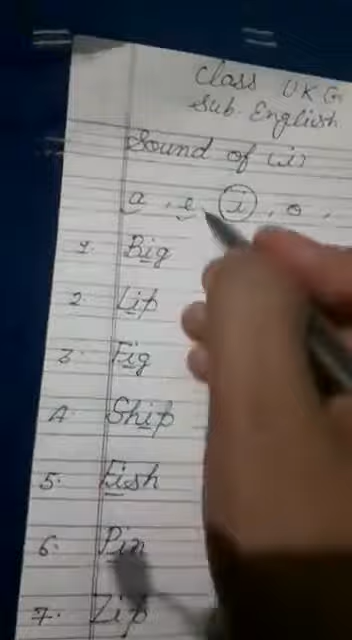 Class UKG
Sub. English
Sound of (i)
a, e, i, o,
1. Big
2. Lip
3. Fig
4. Ship
5. Fish
6. Pin
7. Zip